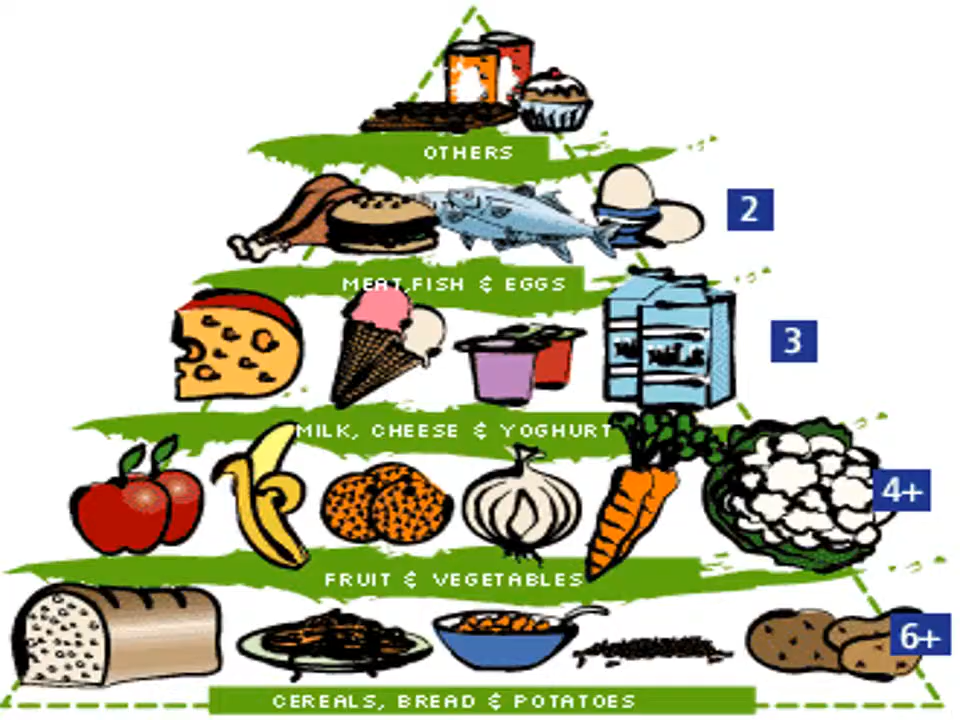 OTHERS
2
MEAT,FISH & EGGS
3
MILK, CHEESE & YOGHURT
4+
FRUIT & VEGETABLES
6+
CEREALS, BREAD & POTATOES